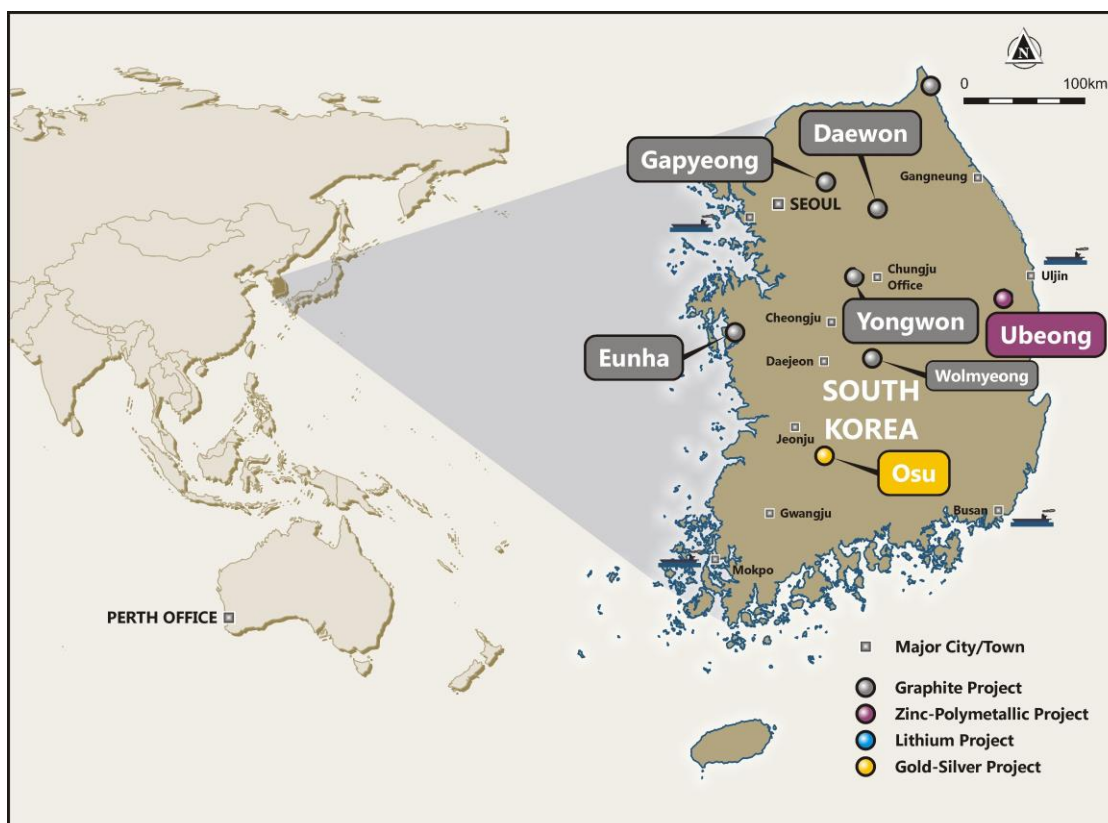 N
0 100km
Daewon
Gapyeong
Gangneung
SEOUL
Chungju
Office
Uljin
Yongwon
Ubeong
Cheongju
Eunha
Daejeon
Wolmyeong
SOUTH
KOREA
Jeonju
Osu
Gwangju
Busan
Mokpo
PERTH OFFICE
Major City/Town
Graphite Project
Zinc-Polymetallic Project
Lithium Project
Gold-Silver Project